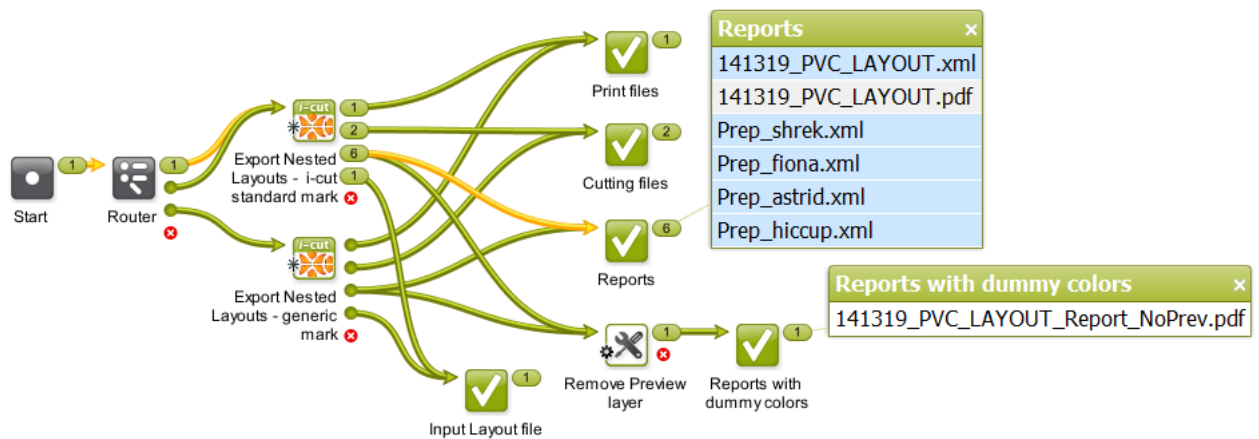 Reports
×
141319_PVC_LAYOUT.xml
141319_PVC_LAYOUT.pdf
Prep_shrek.xml
Prep_fiona.xml
Prep_astrid.xml
Prep_hiccup.xml
1
Print files
i-cut
1
2
6
1
Export Nested
Layouts - i-cut
standard mark
2
Cutting files
1
Start
1
Router
6
Reports
i-cut
Export Nested
Layouts - generic
mark
Reports with dummy colors
×
141319_PVC_LAYOUT_Report_NoPrev.pdf
1
Remove Preview
layer
1
Reports with
dummy colors
1
Input Layout file